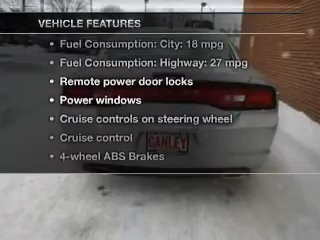 VEHICLE FEATURES
• Fuel Consumption: City: 18 mpg
• Fuel Consumption: Highway: 27 mpg
• Remote power door locks
• Power windows
• Cruise controls on steering wheel
• Cruise control
• 4-wheel ABS Brakes
GANLEY